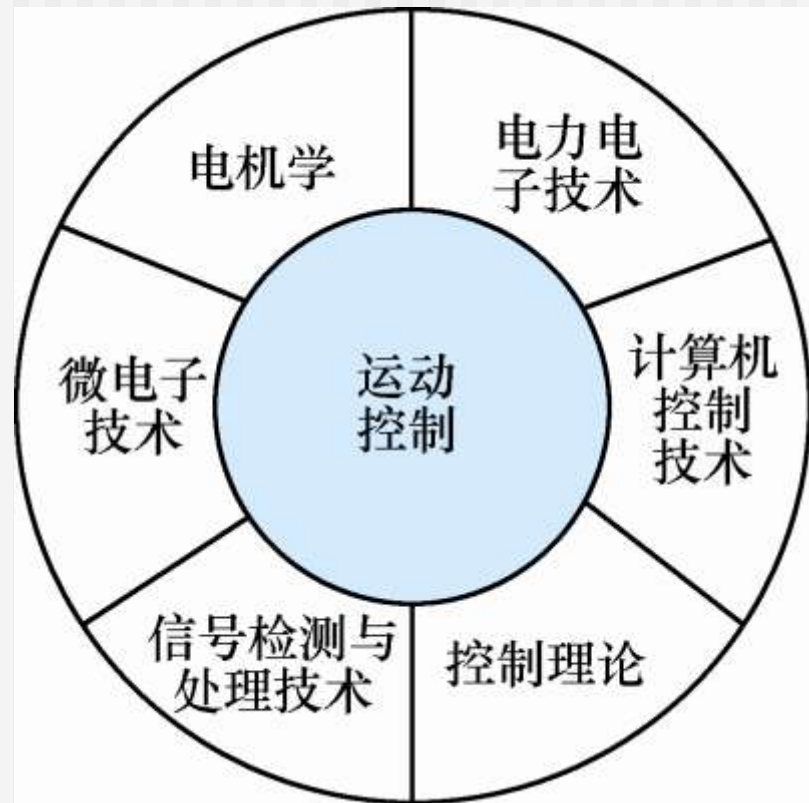 电机学
电力电
子技术
微电子
技术
运动
控制
计算机
控制
技术
信号检测与
处理技术
控制理论